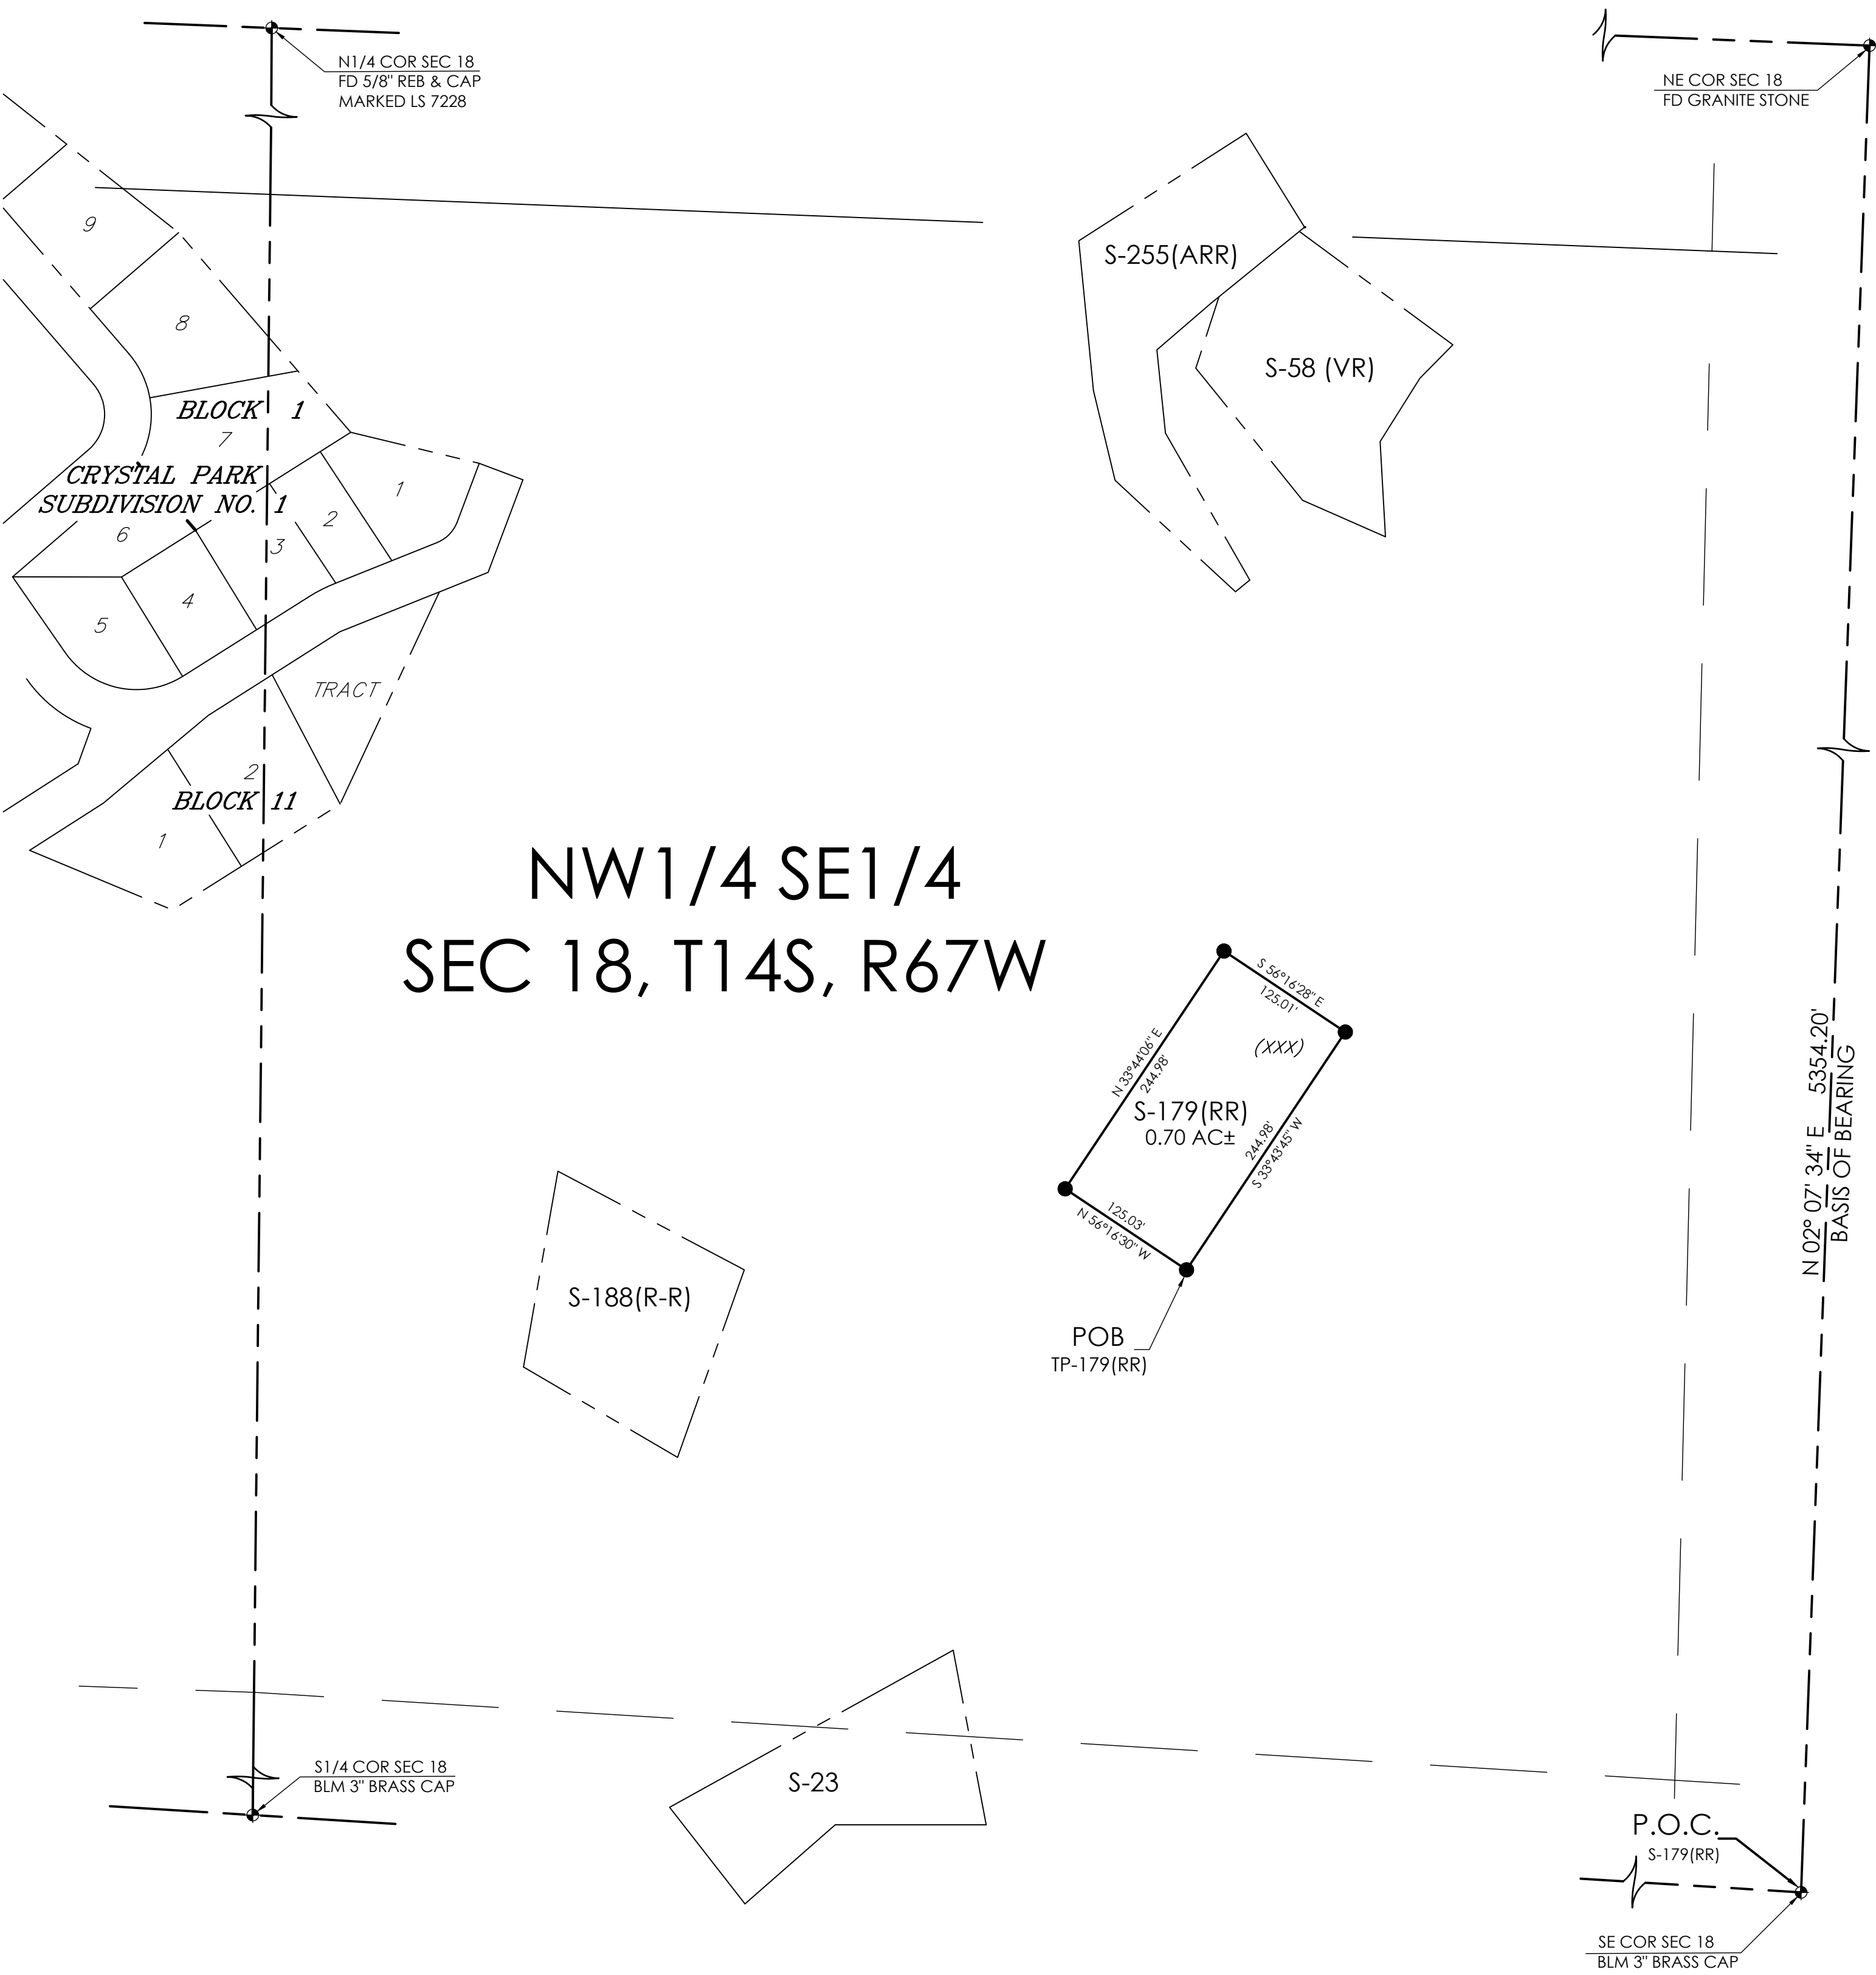 N1/4 COR SEC 18
FD 5/8" REB & CAP
MARKED LS 7228
NE COR SEC 18
FD GRANITE STONE
9
8
BLOCK 1
7
CRYSTAL PARK
SUBDIVISION NO. 1
6
5
4
3
2
1
TRACT
2
BLOCK 11
1
S-255(ARR)
S-58 (VR)
NW1/4 SE1/4
SEC 18, T14S, R67W
S 56°16'28" E
125.01'
(XXX)
N 33°44'06" E
244.98'
S-179(RR)
0.70 AC±
244.98'
S 33°43'45" W
125.03'
N 56°16'30" W
POB
TP-179(RR)
N 02° 07' 34" E 5354.20'
BASIS OF BEARING
S-188(R-R)
S-23
S1/4 COR SEC 18
BLM 3" BRASS CAP
P.O.C.
S-179(RR)
SE COR SEC 18
BLM 3" BRASS CAP